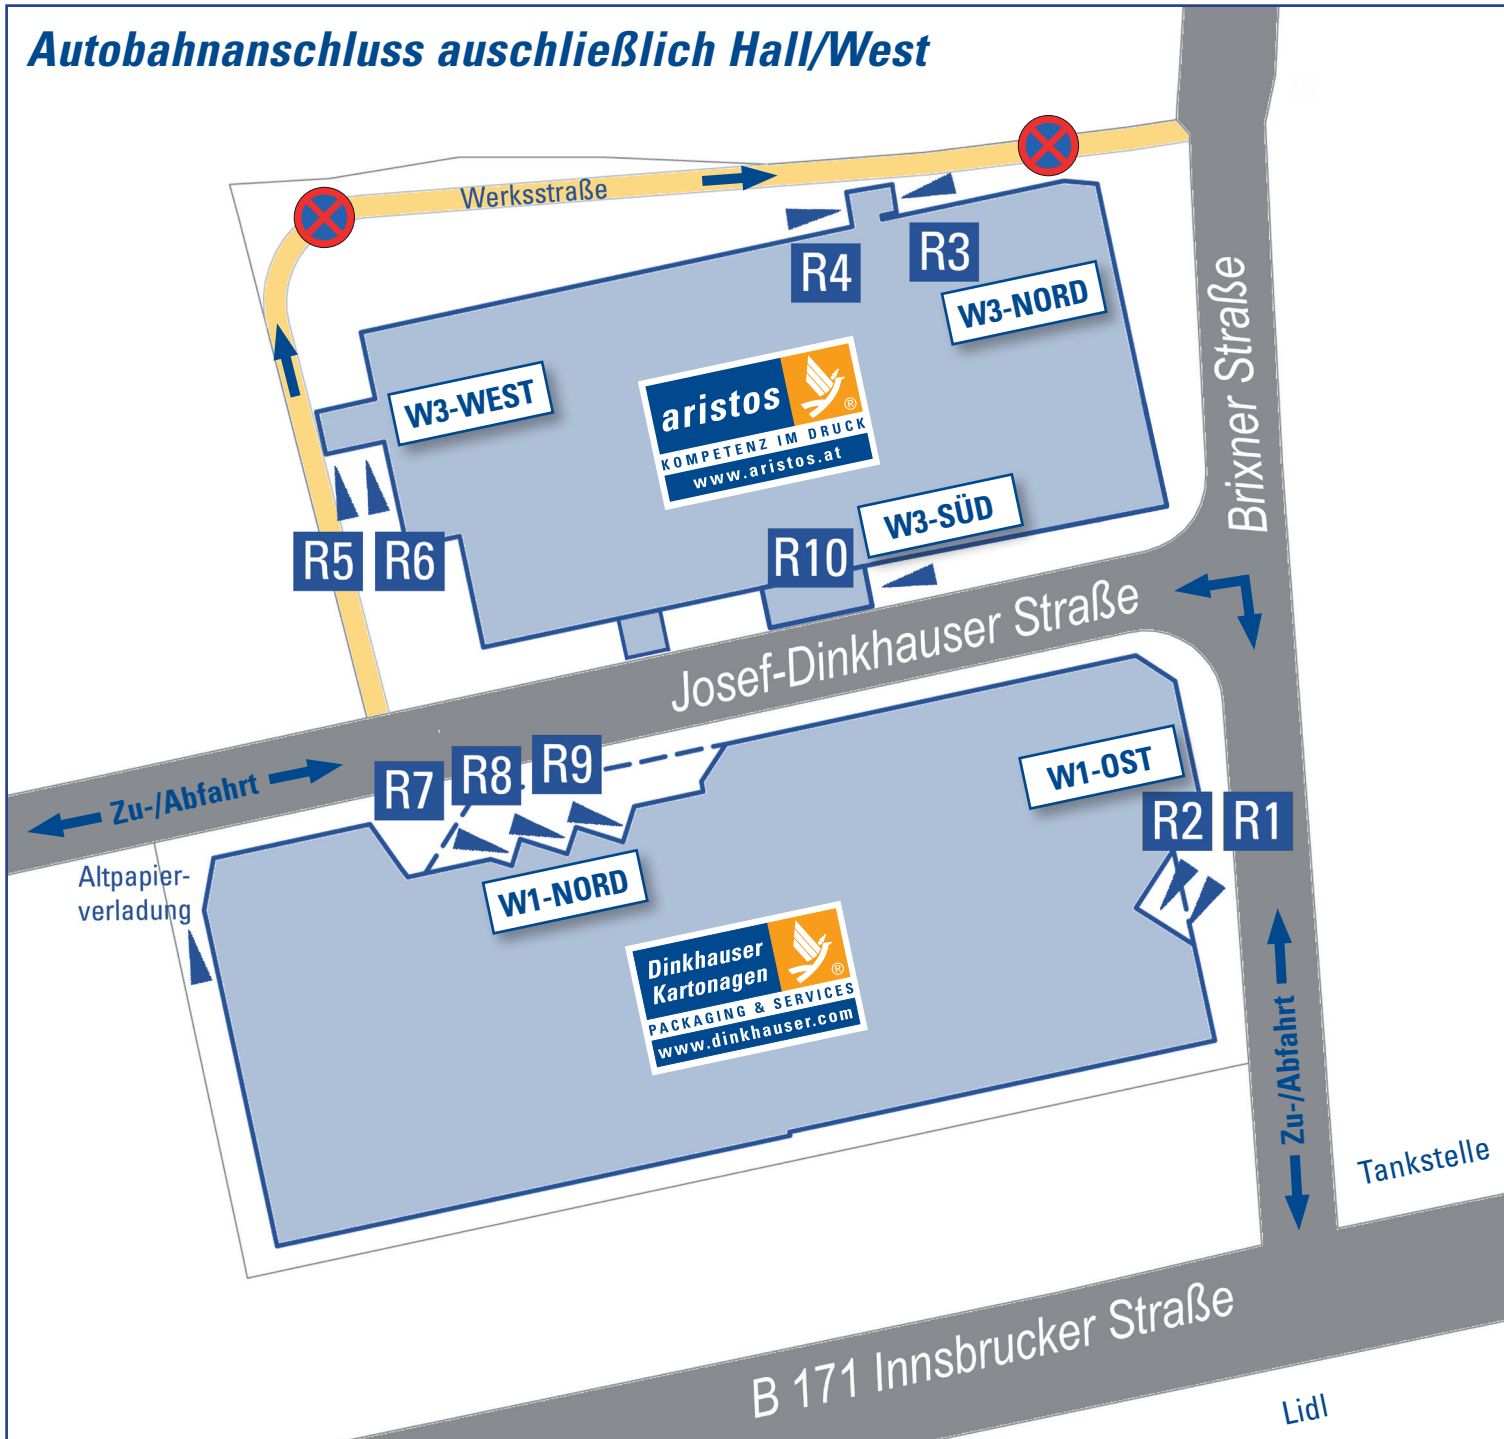 Autobahnanschluss auschließlich Hall/West
Werksstraße
R4
R3
W3-NORD
Brixner Straße
W3-WEST
aristos
®
KOMPETENZ IM DRUCK
www.aristos.at
W3-SÜD
R5
R6
R10
Josef-Dinkhauser Straße
R7
R8
R9
W1-OST
Zu-/Abfahrt
R2
R1
Altpapier-
verladung
W1-NORD
Dinkhauser
Kartonagen
®
PACKAGING & SERVICES
www.dinkhauser.com
Zu-/Abfahrt
Tankstelle
B 171 Innsbrucker Straße
Lidl